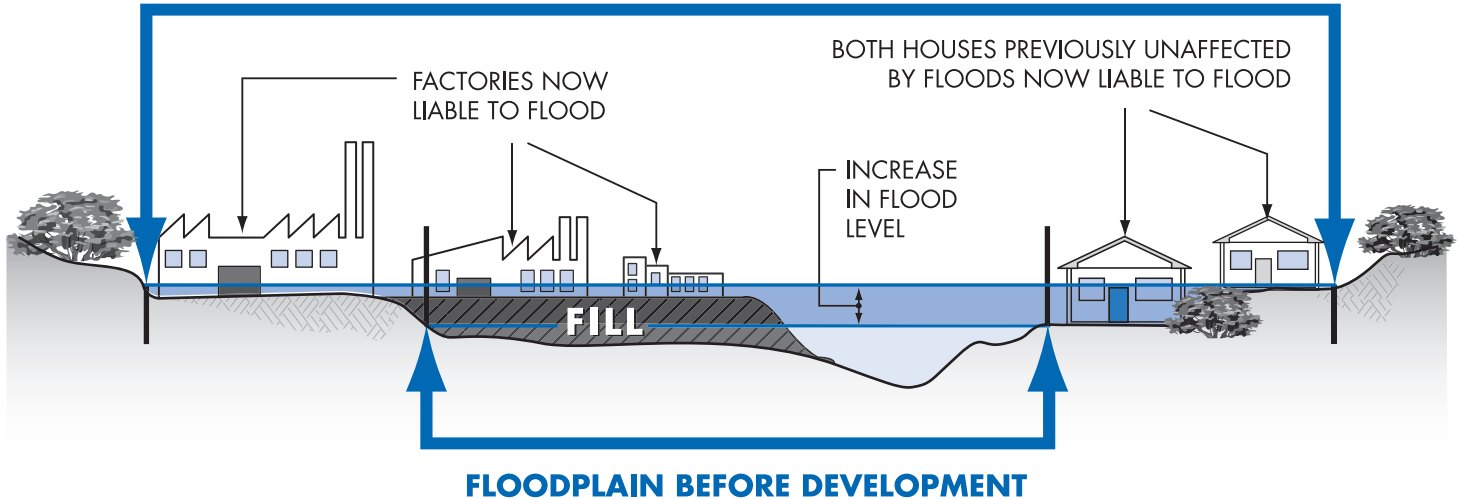 FACTORIES NOW
LIABLE TO FLOOD
BOTH HOUSES PREVIOUSLY UNAFFECTED
BY FLOODS NOW LIABLE TO FLOOD
INCREASE
IN FLOOD
LEVEL
FILL
FLOODPLAIN BEFORE DEVELOPMENT